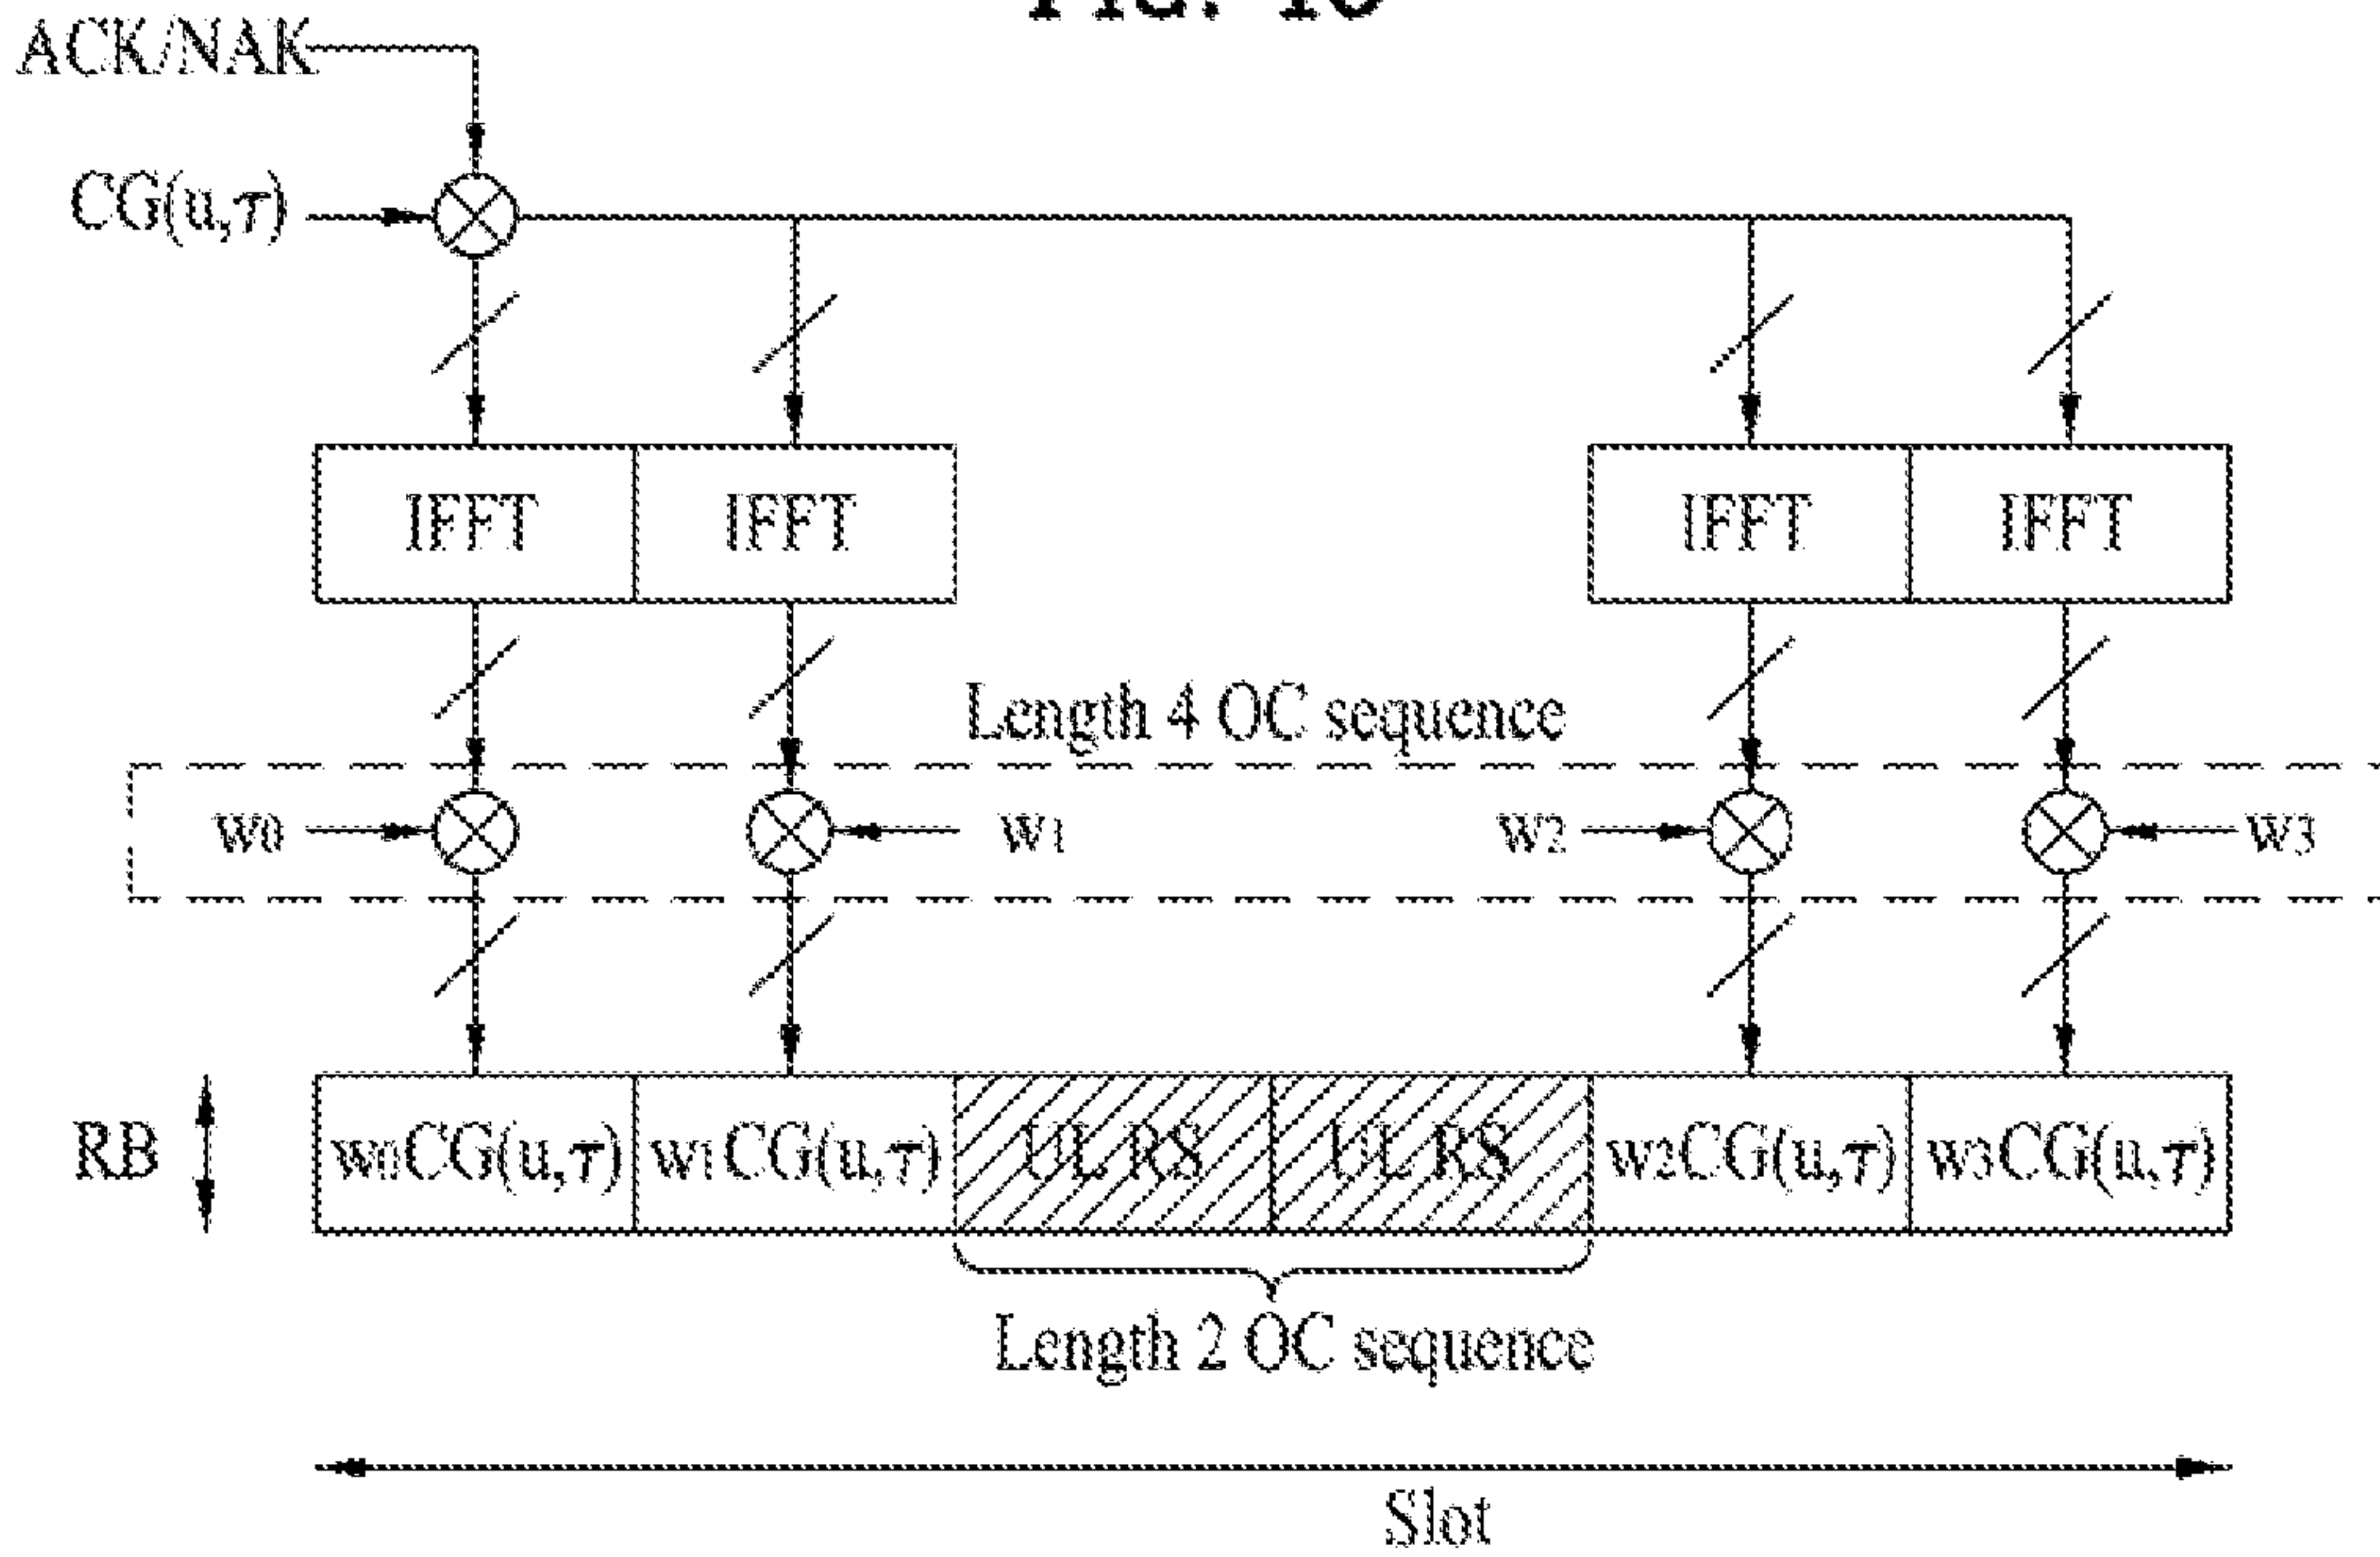 ACK/NAK
CG(u,τ)
IFFT IFFT IFFT IFFT
Length 4 OC sequence
w0 w1 w2 w3
RB
w0CG(u,τ) w1CG(u,τ) UL RS UL RS w2CG(u,τ) w3CG(u,τ)
Length 2 OC sequence
Slot